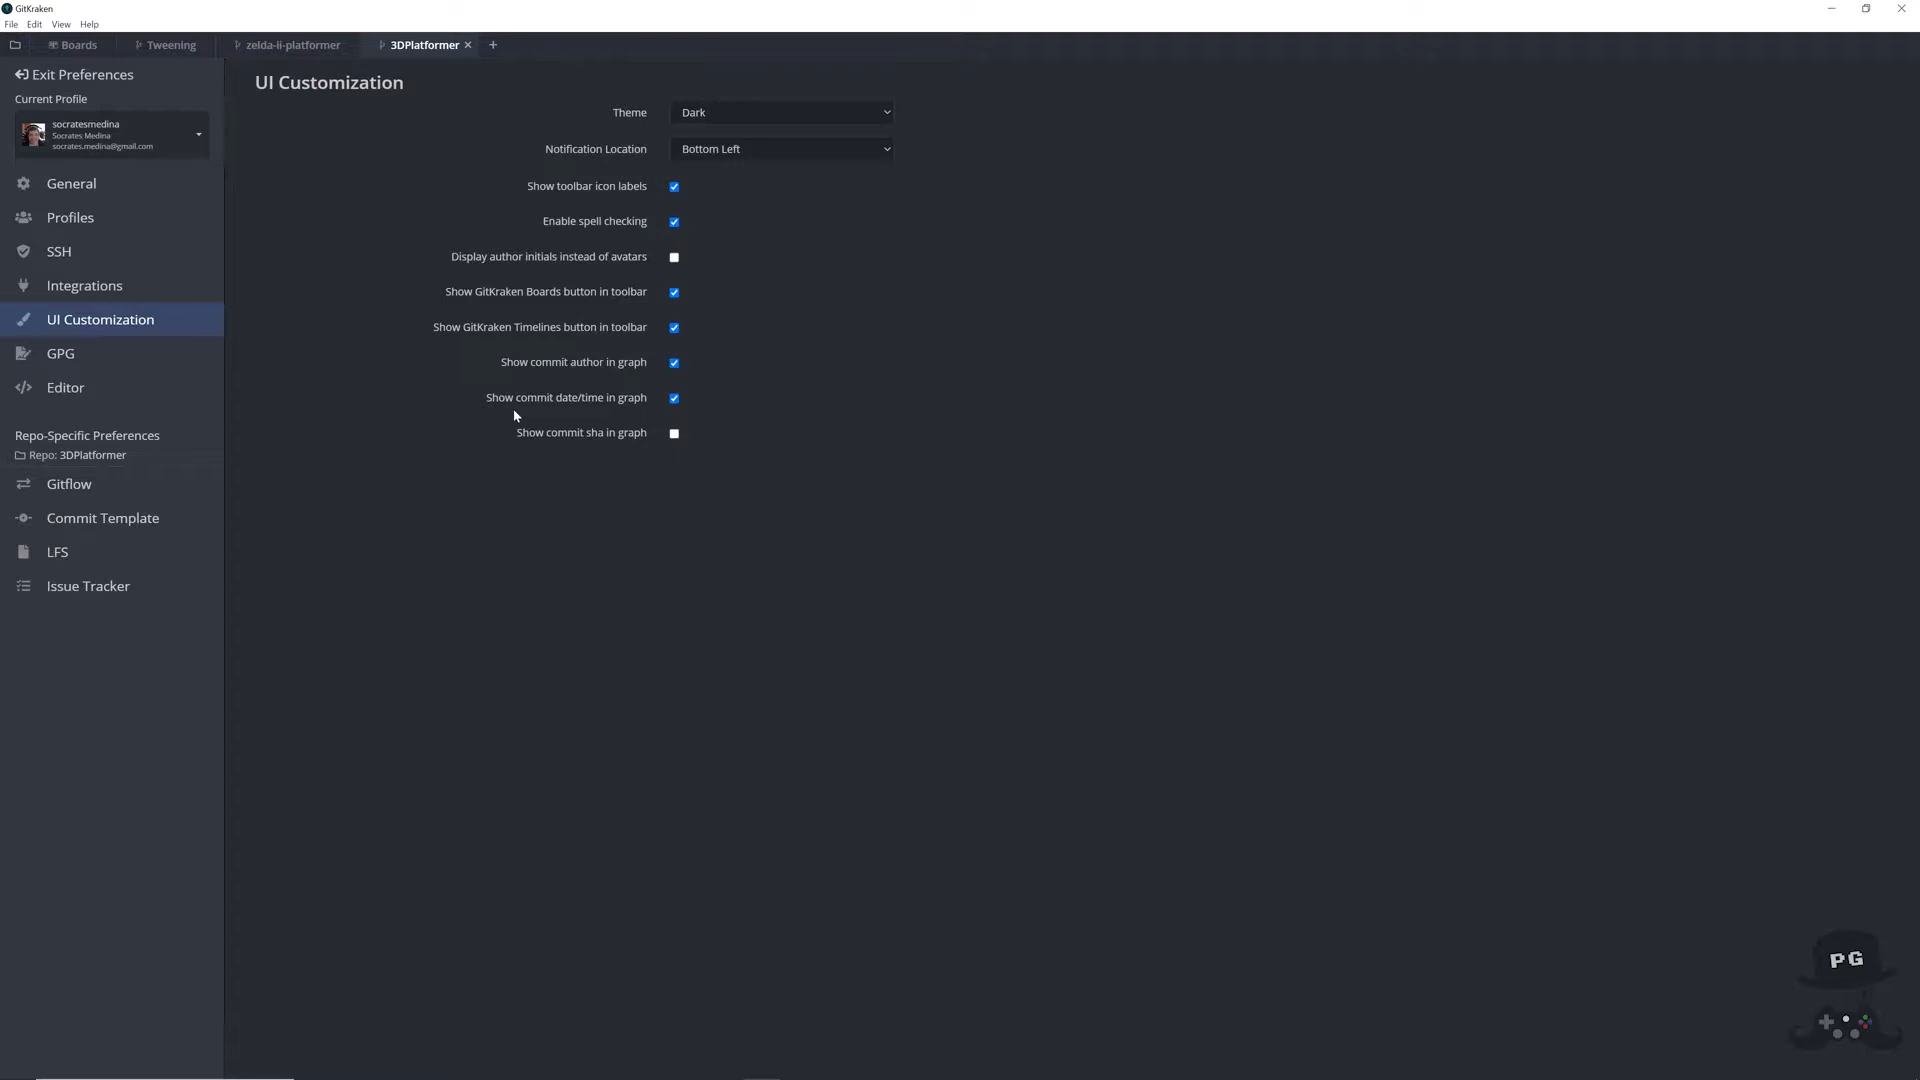 GitKraken
File Edit View Help
Boards Tweening zelda-ii-platformer 3DPlatformer
Exit Preferences
Current Profile
socratesmedina
Socrates Medina
socrates.medina@gmail.com
General
Profiles
SSH
Integrations
UI Customization
GPG
Editor
Repo-Specific Preferences
Repo: 3DPlatformer
Gitflow
Commit Template
LFS
Issue Tracker
UI Customization
Theme Dark
Notification Location Bottom Left
Show toolbar icon labels
Enable spell checking
Display author initials instead of avatars
Show GitKraken Boards button in toolbar
Show GitKraken Timelines button in toolbar
Show commit author in graph
Show commit date/time in graph
Show commit sha in graph
PG